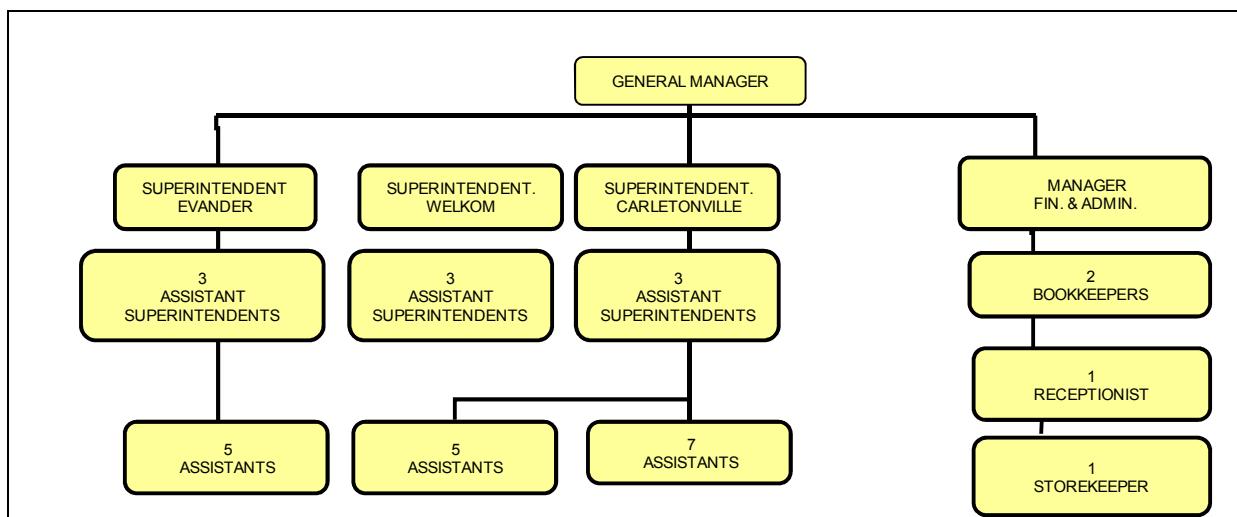 GENERAL MANAGER
SUPERINTENDENT
EVANDER
SUPERINTENDENT.
WELKOM
SUPERINTENDENT.
CARLETONVILLE
MANAGER
FIN. & ADMIN.
3
ASSISTANT
SUPERINTENDENTS
3
ASSISTANT
SUPERINTENDENTS
3
ASSISTANT
SUPERINTENDENTS
2
BOOKKEEPERS
1
RECEPTIONIST
5
ASSISTANTS
5
ASSISTANTS
7
ASSISTANTS
1
STOREKEEPER